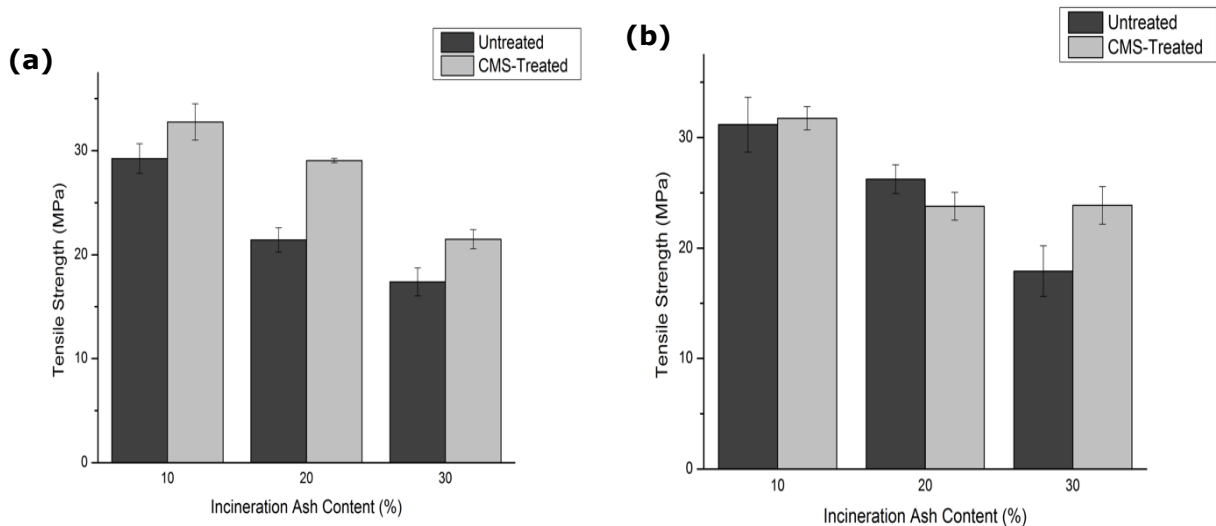 (a)
Untreated
CMS-Treated
Tensile Strength (MPa)
30
20
10
0
10
20
30
Incineration Ash Content (%)
(b)
Untreated
CMS-Treated
Tensile Strength (MPa)
30
20
10
0
10
20
30
Incineration Ash Content (%)